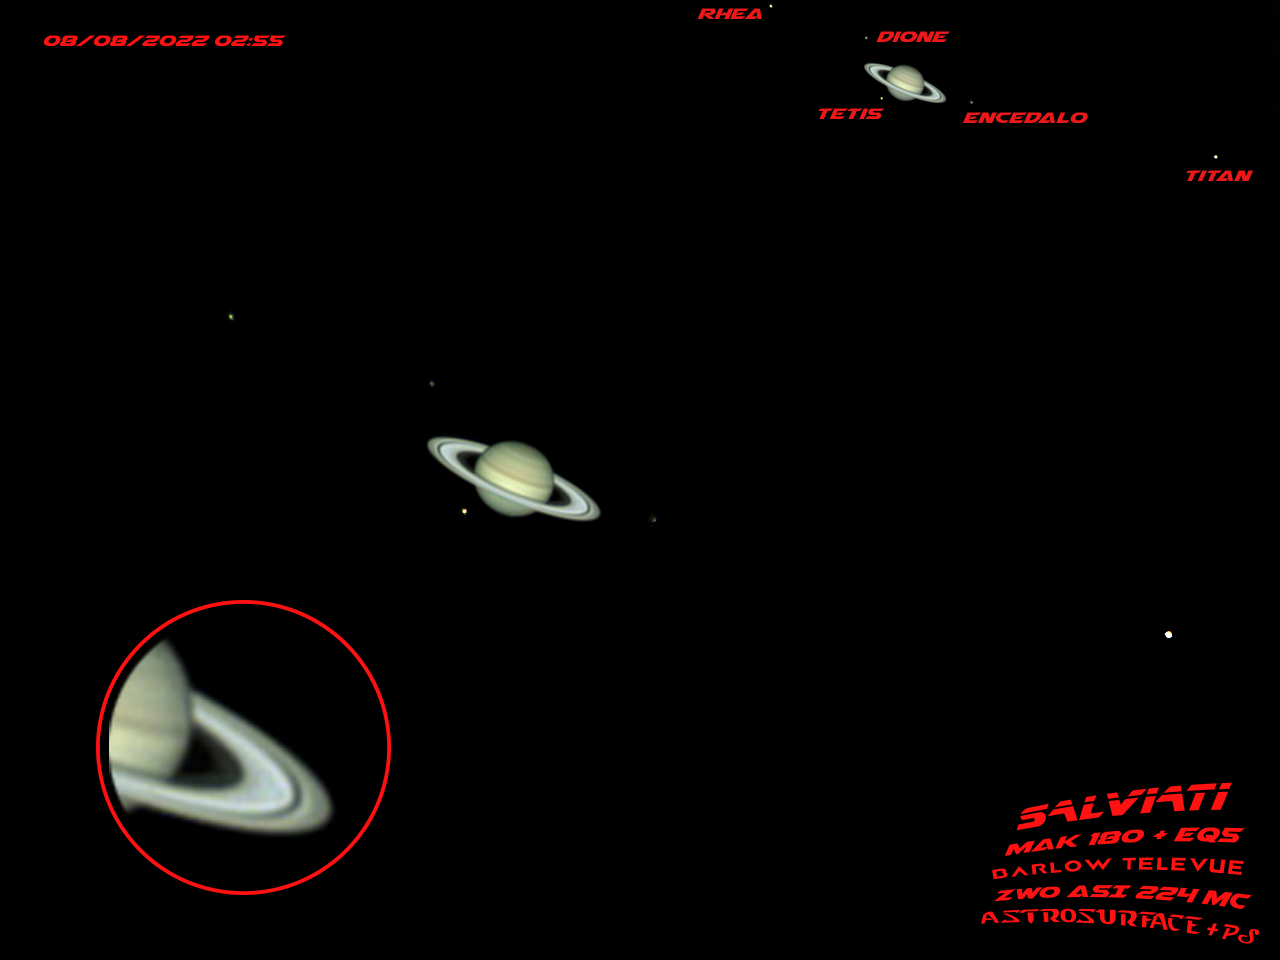 08/08/2022 02:55
RHEA
DIONE
TETIS
ENCEDALO
TITAN
SALVIATI
MAK 180 + EQ5
BARLOW TELEVUE
ZWO ASI 224 MC
ASTROSURFACE+PS